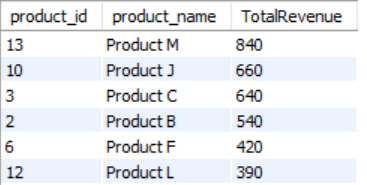 product_id product_name TotalRevenue
13 Product M 840
10 Product J 660
3 Product C 640
2 Product B 540
6 Product F 420
12 Product L 390